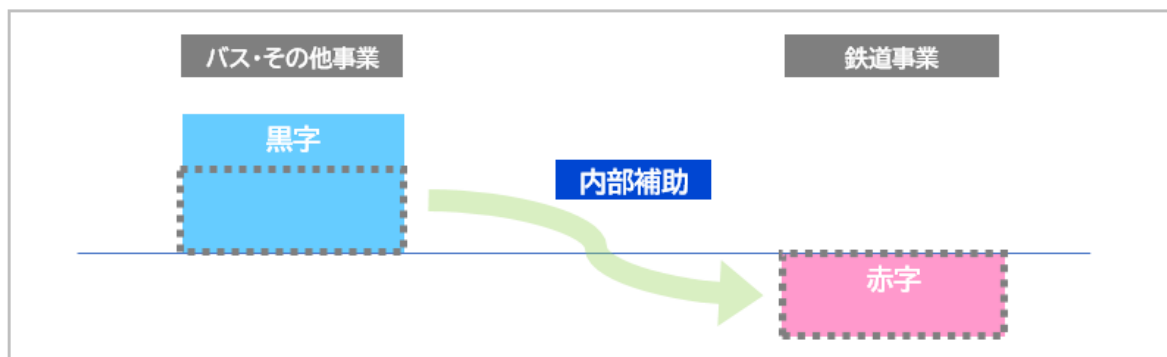 バス・その他事業
鉄道事業
黒字
内部補助
赤字